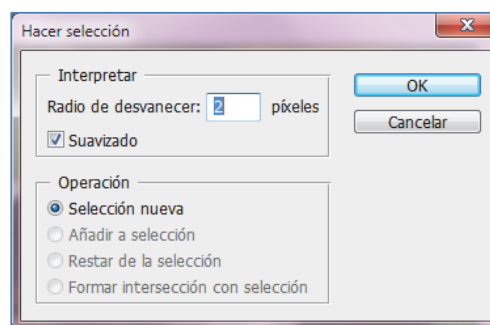 Hacer selección
Interpretar
Radio de desvanecer: 2 píxeles
Suavizado
OK
Cancelar
Operación
Selección nueva
Añadir a selección
Restar de la selección
Formar intersección con selección